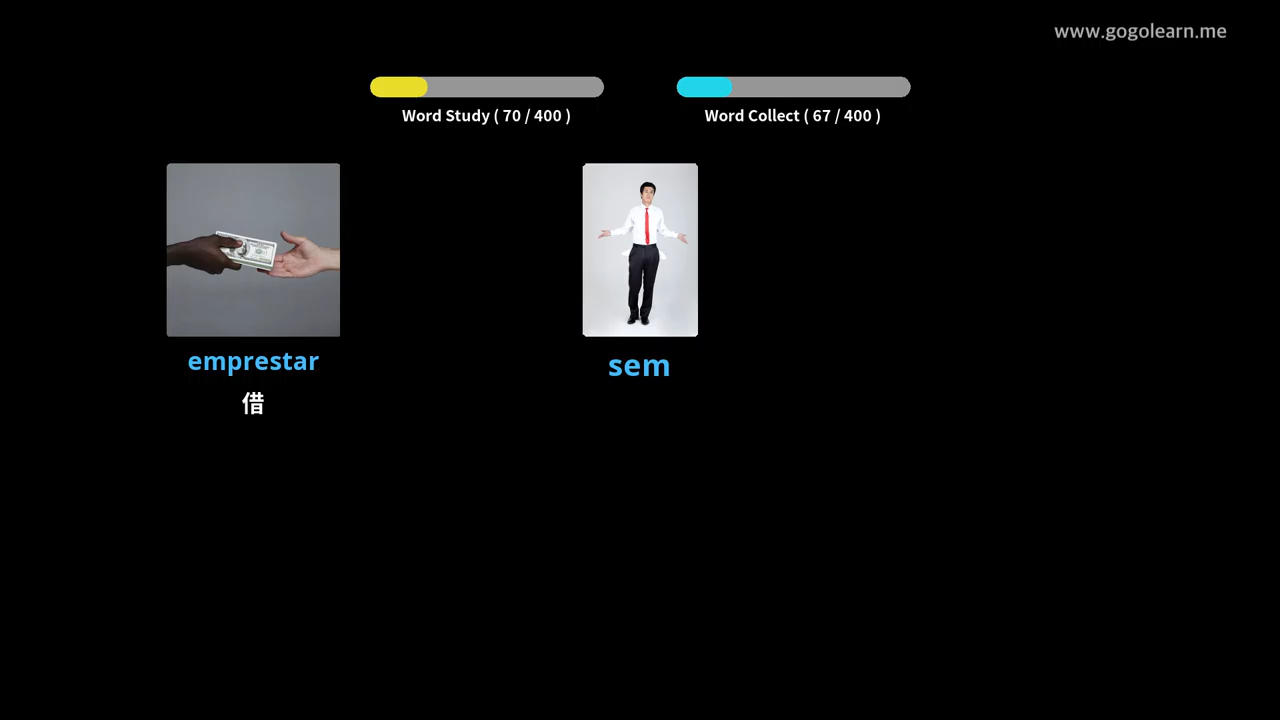 www.gogolearn.me
Word Study ( 70 / 400 )
Word Collect ( 67 / 400 )
emprestar
借
sem